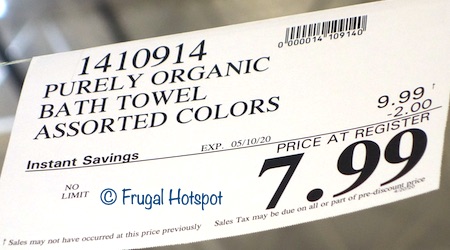 1410914
0 000014 109140
PURELY ORGANIC
BATH TOWEL
ASSORTED COLORS
9.99 †
-2.00
Instant Savings EXP. 05/10/20 PRICE AT REGISTER
7.99
NO
LIMIT
© Frugal Hotspot
† Sales may not have occurred at this price previously
Sales Tax may be due on all or part of pre-discount price